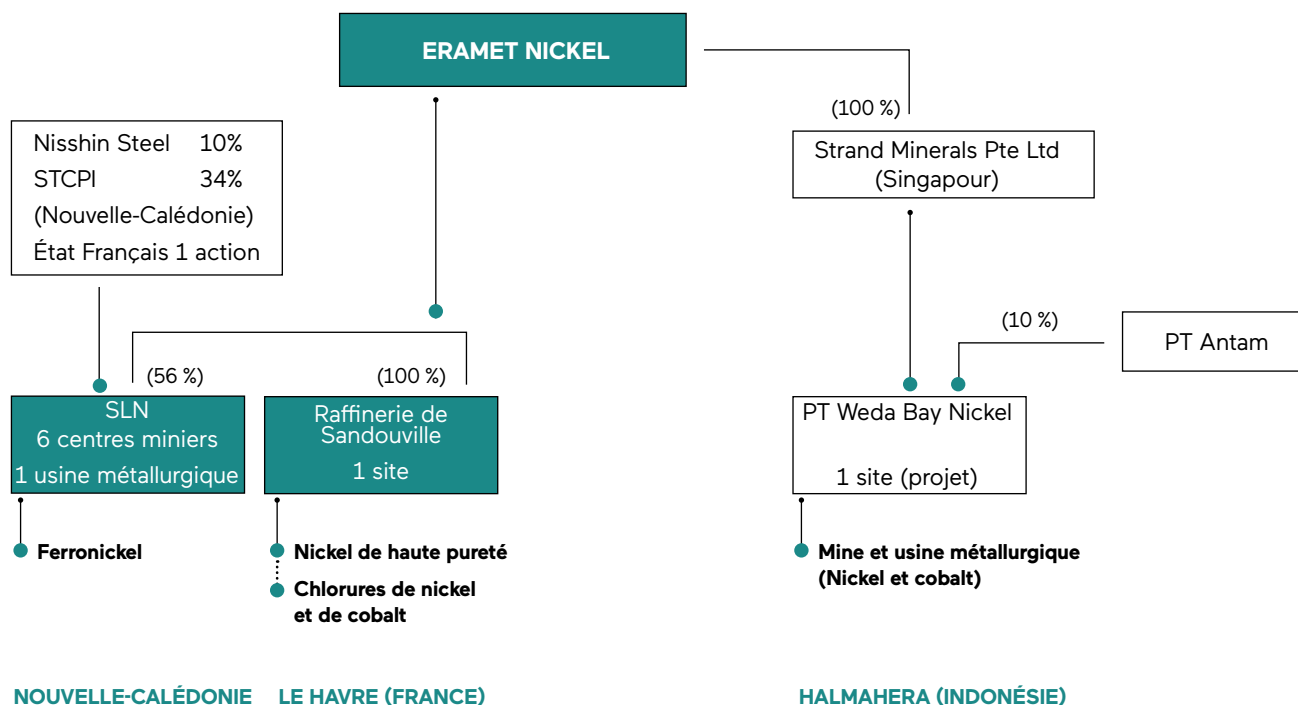 ERAMET NICKEL
(100 %)
Nisshin Steel 10%
STCPI 34%
(Nouvelle-Calédonie)
État Français 1 action
Strand Minerals Pte Ltd
(Singapour)
(10 %)
PT Antam
(56 %)
(100 %)
SLN
6 centres miniers
1 usine métallurgique
Raffinerie de
Sandouville
1 site
PT Weda Bay Nickel
1 site (projet)
Ferronickel
Nickel de haute pureté
Chlorures de nickel
et de cobalt
Mine et usine métallurgique
(Nickel et cobalt)
NOUVELLE-CALÉDONIE
LE HAVRE (FRANCE)
HALMAHERA (INDONÉSIE)